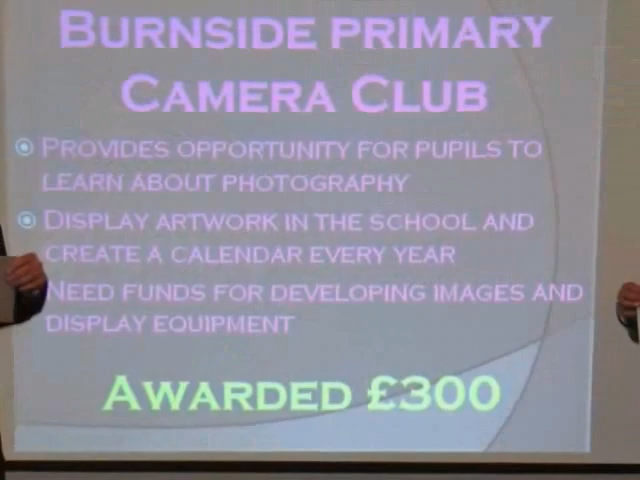 BURNSIDE PRIMARY
CAMERA CLUB
PROVIDES OPPORTUNITY FOR PUPILS TO
LEARN ABOUT PHOTOGRAPHY
DISPLAY ARTWORK IN THE SCHOOL AND
CREATE A CALENDAR EVERY YEAR
NEED FUNDS FOR DEVELOPING IMAGES AND
DISPLAY EQUIPMENT
AWARDED £300